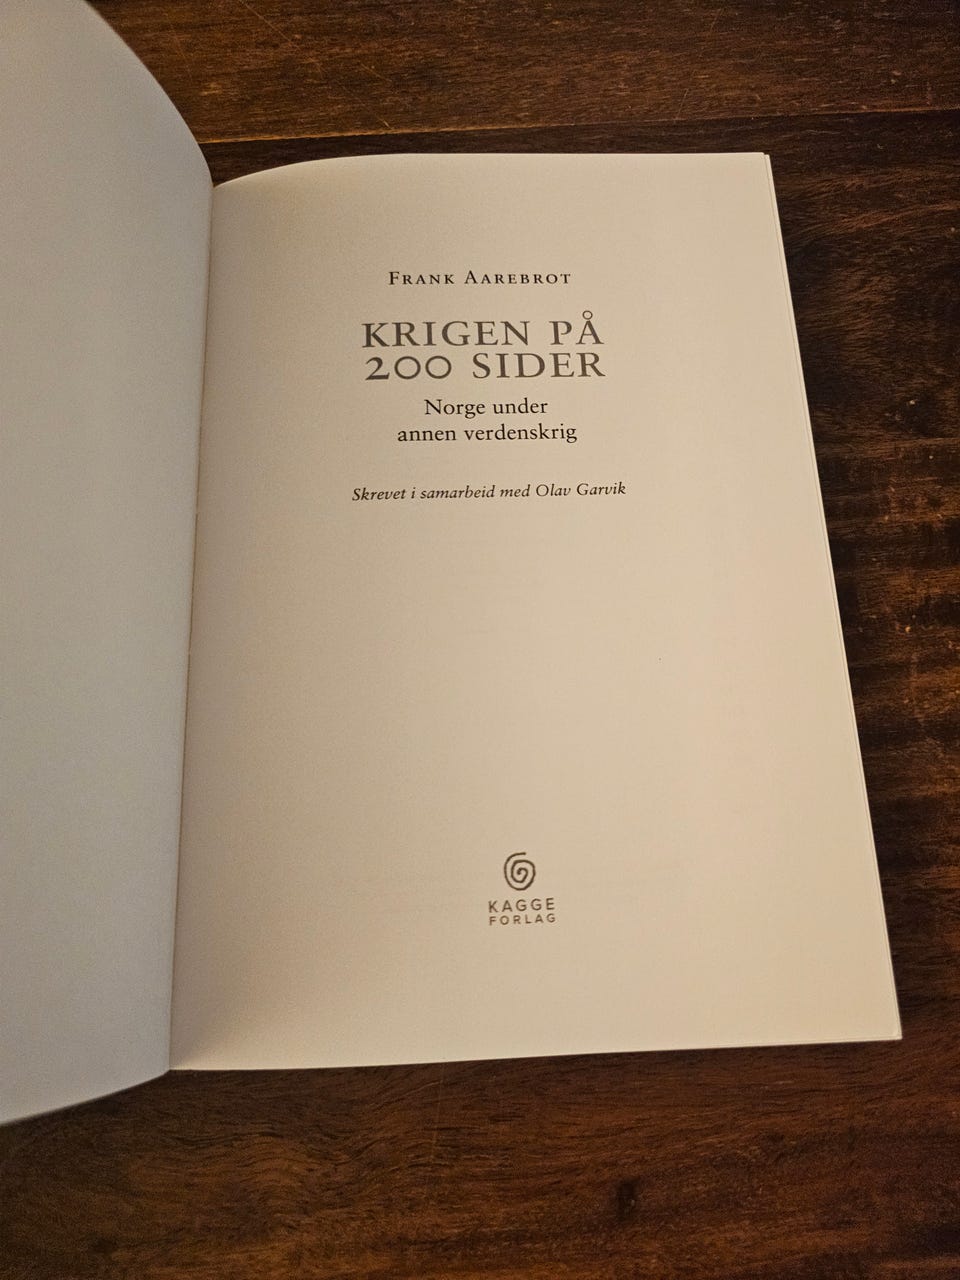 FRANK AAREBROT
KRIGEN PÅ
200 SIDER
Norge under
annen verdenskrig
Skrevet i samarbeid med Olav Garvik
KAGGE
FORLAG